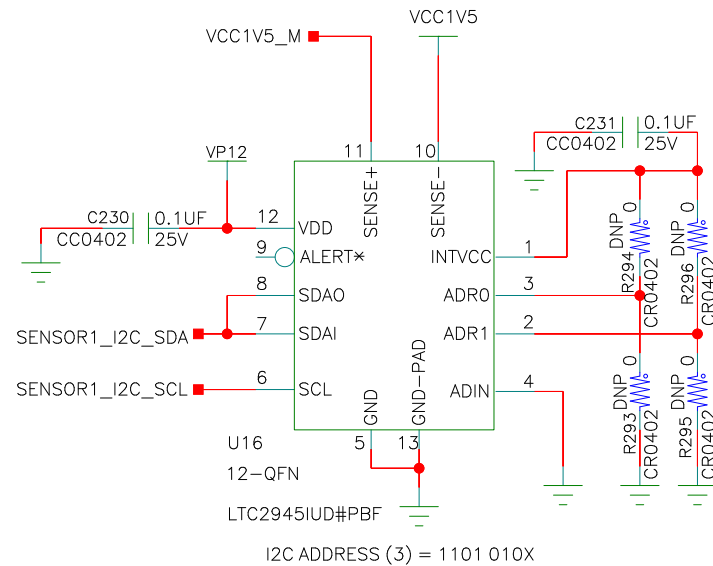 VCC1V5
VCC1V5_M
C231 0.1UF
CC0402 25V
11 10
VP12
SENSE+ SENSE-
C230 0.1UF
CC0402 25V
12 VDD
9 ALERT*
INTVCC 1
8 SDAO
ADR0 3
SENSOR1_I2C_SDA
7 SDAI
ADR1 2
SENSOR1_I2C_SCL
6 SCL
ADIN 4
GND GND-PAD
5 13
R294 DNP 0 CR0402
R296 DNP 0 CR0402
R293 DNP 0 CR0402
R295 DNP 0 CR0402
U16
12-QFN
LTC2945IUD#PBF
I2C ADDRESS (3) = 1101 010X